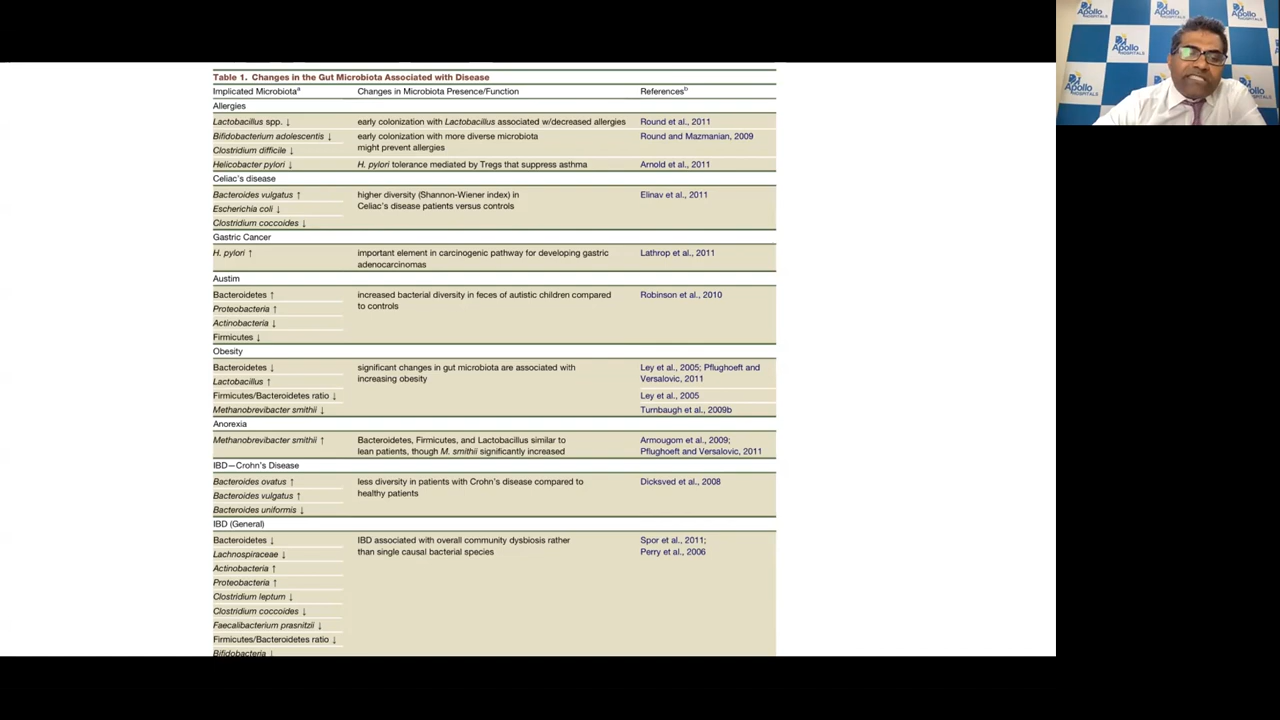 Table 1. Changes in the Gut Microbiota Associated with Disease
Implicated Microbiotaᵃ Changes in Microbiota Presence/Function Referencesᵇ
Allergies
Lactobacillus spp. ↓ early colonization with Lactobacillus associated w/decreased allergies Round et al., 2011
Bifidobacterium adolescentis ↓ early colonization with more diverse microbiota Round and Mazmanian, 2009
might prevent allergies
Clostridium difficile ↓
Helicobacter pylori ↓ H. pylori tolerance mediated by Tregs that suppress asthma Arnold et al., 2011
Celiac's disease
Bacteroides vulgatus ↑ higher diversity (Shannon-Wiener index) in Elinav et al., 2011
Celiac's disease patients versus controls
Escherichia coli ↓
Clostridium coccoides ↓
Gastric Cancer
H. pylori ↑ important element in carcinogenic pathway for developing gastric Lathrop et al., 2011
adenocarcinomas
Austim
Bacteroidetes ↑ increased bacterial diversity in feces of autistic children compared Robinson et al., 2010
to controls
Proteobacteria ↑
Actinobacteria ↓
Firmicutes ↓
Obesity
Bacteroidetes ↓ significant changes in gut microbiota are associated with Ley et al., 2005; Pflughoeft and
increasing obesity Versalovic, 2011
Lactobacillus ↑
Firmicutes/Bacteroidetes ratio ↓ Ley et al., 2005
Methanobrevibacter smithii ↓ Turnbaugh et al., 2009b
Anorexia
Methanobrevibacter smithii ↑ Bacteroidetes, Firmicutes, and Lactobacillus similar to Armougom et al., 2009;
lean patients, though M. smithii significantly increased Pflughoeft and Versalovic, 2011
IBD—Crohn's Disease
Bacteroides ovatus ↑ less diversity in patients with Crohn's disease compared to Dicksved et al., 2008
healthy patients
Bacteroides vulgatus ↑
Bacteroides uniformis ↓
IBD (General)
Bacteroidetes ↓ IBD associated with overall community dysbiosis rather Spor et al., 2011;
than single causal bacterial species Perry et al., 2006
Lachnospiraceae ↓
Actinobacteria ↑
Proteobacteria ↑
Clostridium leptum ↓
Clostridium coccoides ↓
Faecalibacterium prasnitzii ↓
Firmicutes/Bacteroidetes ratio ↓
Bifidobacteria ↓
Apollo
HOSPITALS